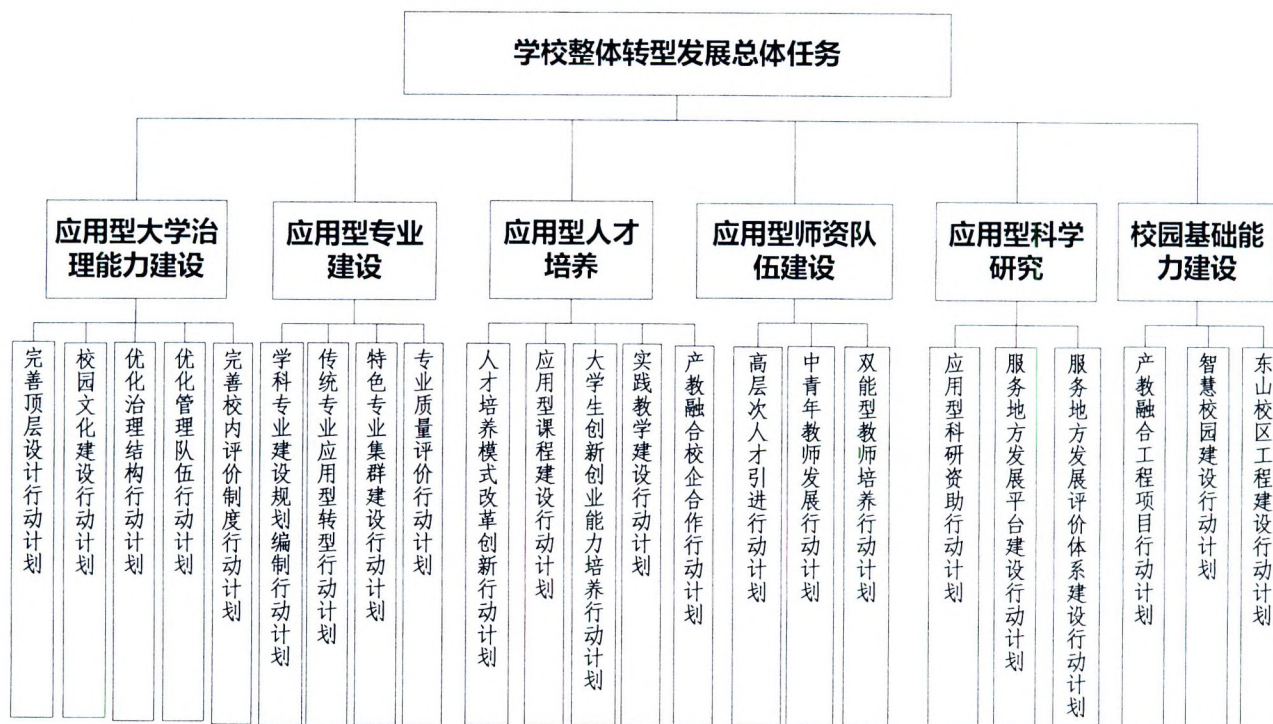 学校整体转型发展总体任务
应用型大学治
理能力建设
应用型专业
建设
应用型人才
培养
应用型师资队
伍建设
应用型科学
研究
校园基础能
力建设
完善顶层设计行动计划
校园文化建设行动计划
优化治理结构行动计划
优化管理队伍行动计划
完善校内评价制度行动计划
学科专业建设规划编制行动计划
传统专业应用型转型行动计划
特色专业集群建设行动计划
专业质量评价行动计划
人才培养模式改革创新行动计划
应用型课程建设行动计划
大学生创新创业能力培养行动计划
实践教学建设行动计划
产教融合校企合作行动计划
高层次人才引进行动计划
中青年教师发展行动计划
双能型教师培养行动计划
应用型科研资助行动计划
服务地方发展平台建设行动计划
服务地方发展评价体系建设行动计划
产教融合工程项目行动计划
智慧校园建设行动计划
东山校区工程建设行动计划